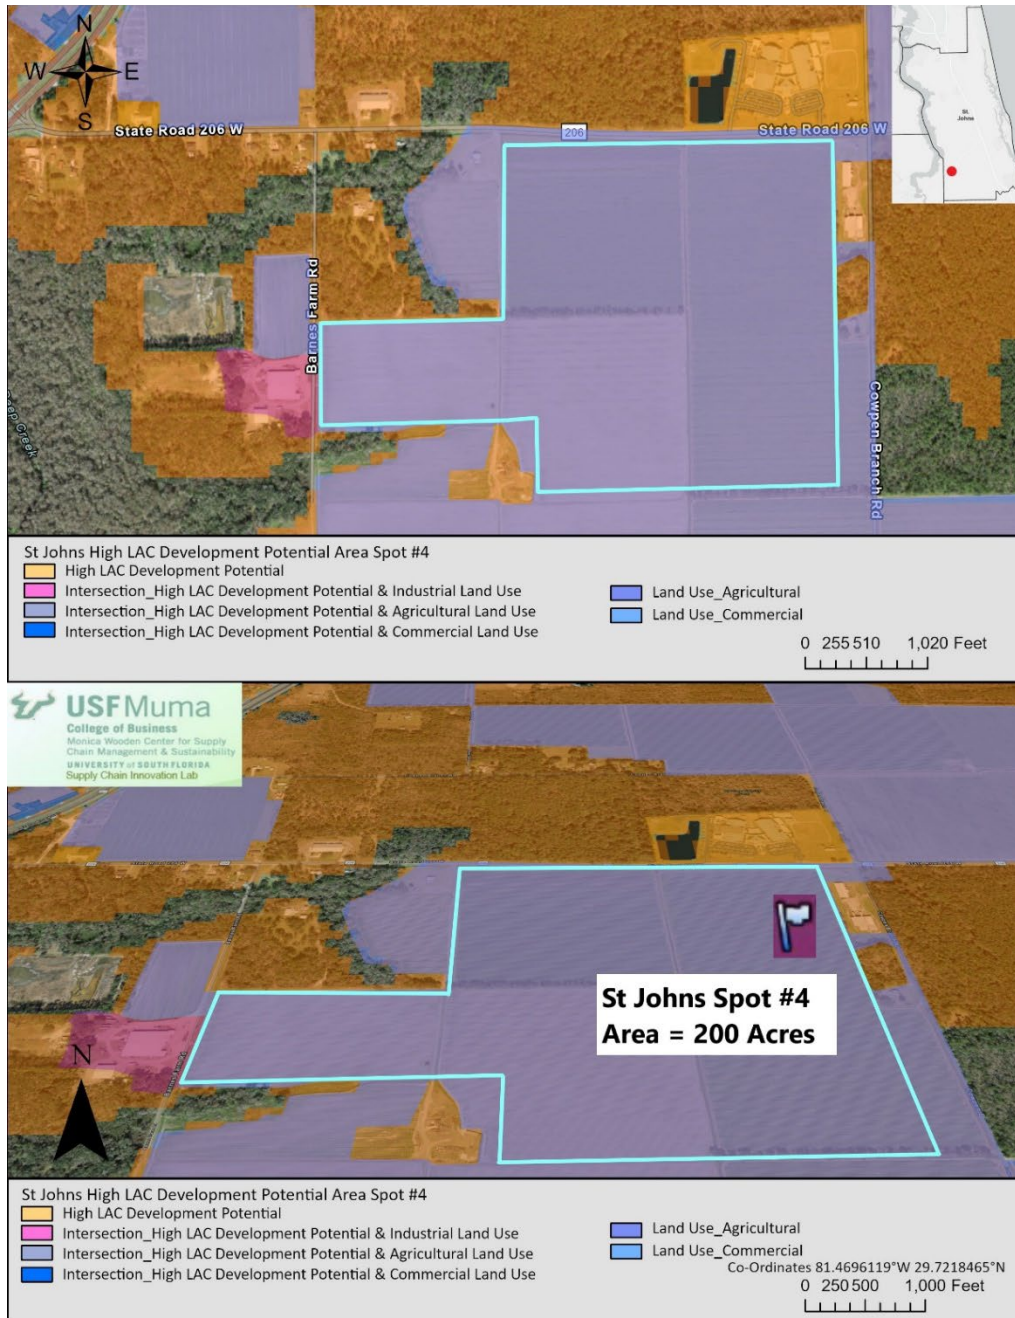 N
W E
S
State Road 206 W
206
State Road 206 W
St.
Johns
Barnes Farm Rd
Cowpen Branch Rd
Deep Creek
St Johns High LAC Development Potential Area Spot #4
High LAC Development Potential
Intersection_High LAC Development Potential & Industrial Land Use
Intersection_High LAC Development Potential & Agricultural Land Use
Intersection_High LAC Development Potential & Commercial Land Use
Land Use_Agricultural
Land Use_Commercial
0 255 510 1,020 Feet
USF Muma
College of Business
Monica Wooden Center for Supply
Chain Management & Sustainability
UNIVERSITY of SOUTH FLORIDA
Supply Chain Innovation Lab
St Johns Spot #4
Area = 200 Acres
N
St Johns High LAC Development Potential Area Spot #4
High LAC Development Potential
Intersection_High LAC Development Potential & Industrial Land Use
Intersection_High LAC Development Potential & Agricultural Land Use
Intersection_High LAC Development Potential & Commercial Land Use
Land Use_Agricultural
Land Use_Commercial
Co-Ordinates 81.4696119°W 29.7218465°N
0 250 500 1,000 Feet